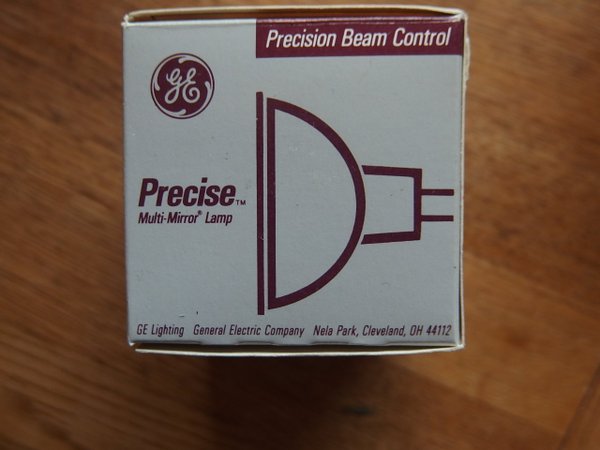 Precision Beam Control
GE
Precise™
Multi-Mirror® Lamp
GE Lighting General Electric Company Nela Park, Cleveland, OH 44112